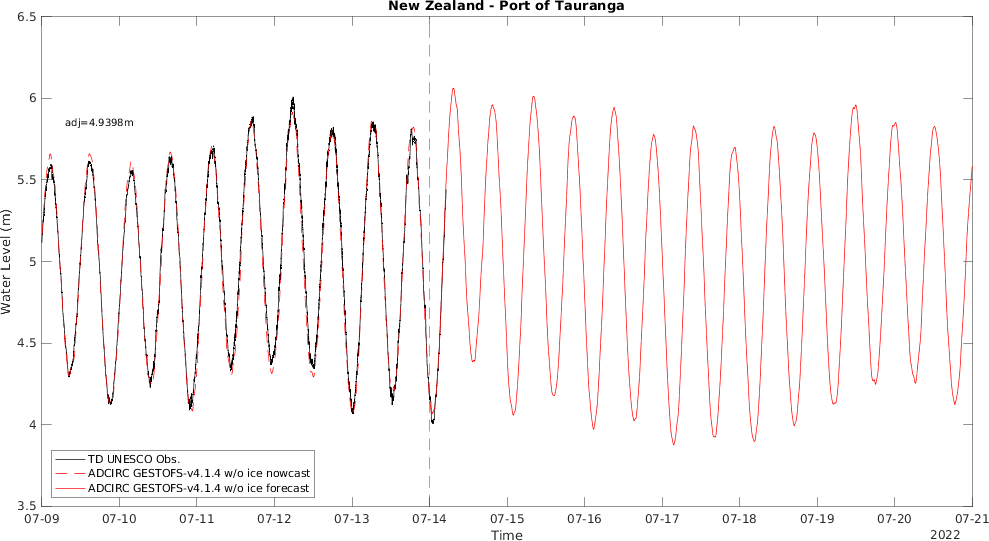 New Zealand - Port of Tauranga
6.5
6
5.5
5
4.5
4
3.5
Water Level (m)
adj=4.9398m
TD UNESCO Obs.
ADCIRC GESTOFS-v4.1.4 w/o ice nowcast
ADCIRC GESTOFS-v4.1.4 w/o ice forecast
07-09 07-10 07-11 07-12 07-13 07-14 07-15 07-16 07-17 07-18 07-19 07-20 07-21
Time
2022